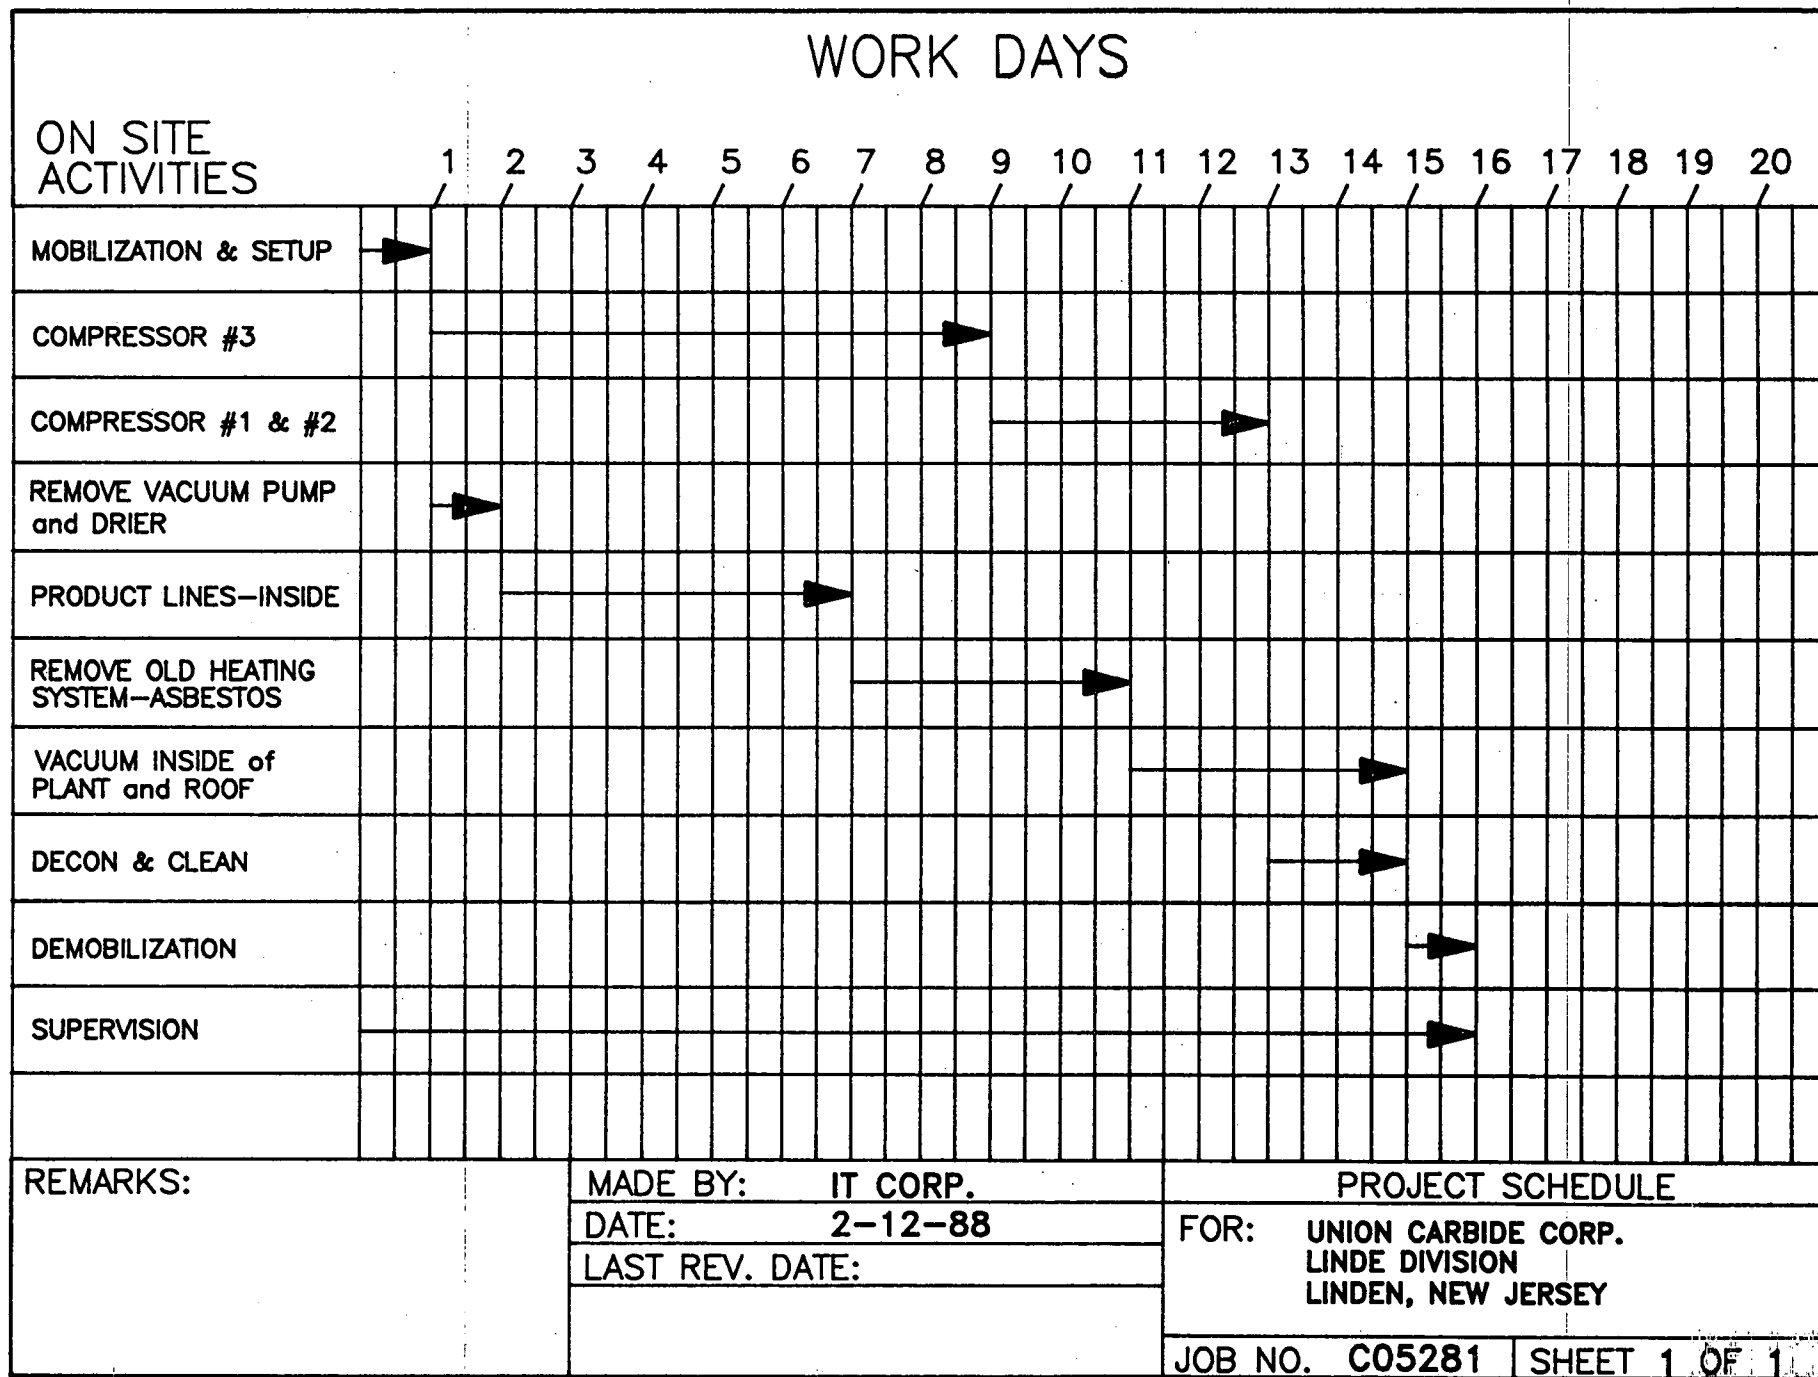 WORK DAYS
ON SITE
ACTIVITIES
1 2 3 4 5 6 7 8 9 10 11 12 13 14 15 16 17 18 19 20
MOBILIZATION & SETUP
COMPRESSOR #3
COMPRESSOR #1 & #2
REMOVE VACUUM PUMP
and DRIER
PRODUCT LINES-INSIDE
REMOVE OLD HEATING
SYSTEM-ASBESTOS
VACUUM INSIDE of
PLANT and ROOF
DECON & CLEAN
DEMOBILIZATION
SUPERVISION
REMARKS:
MADE BY: IT CORP.
DATE: 2-12-88
LAST REV. DATE:
PROJECT SCHEDULE
FOR: UNION CARBIDE CORP.
LINDE DIVISION
LINDEN, NEW JERSEY
JOB NO. C05281 SHEET 1 OF 1